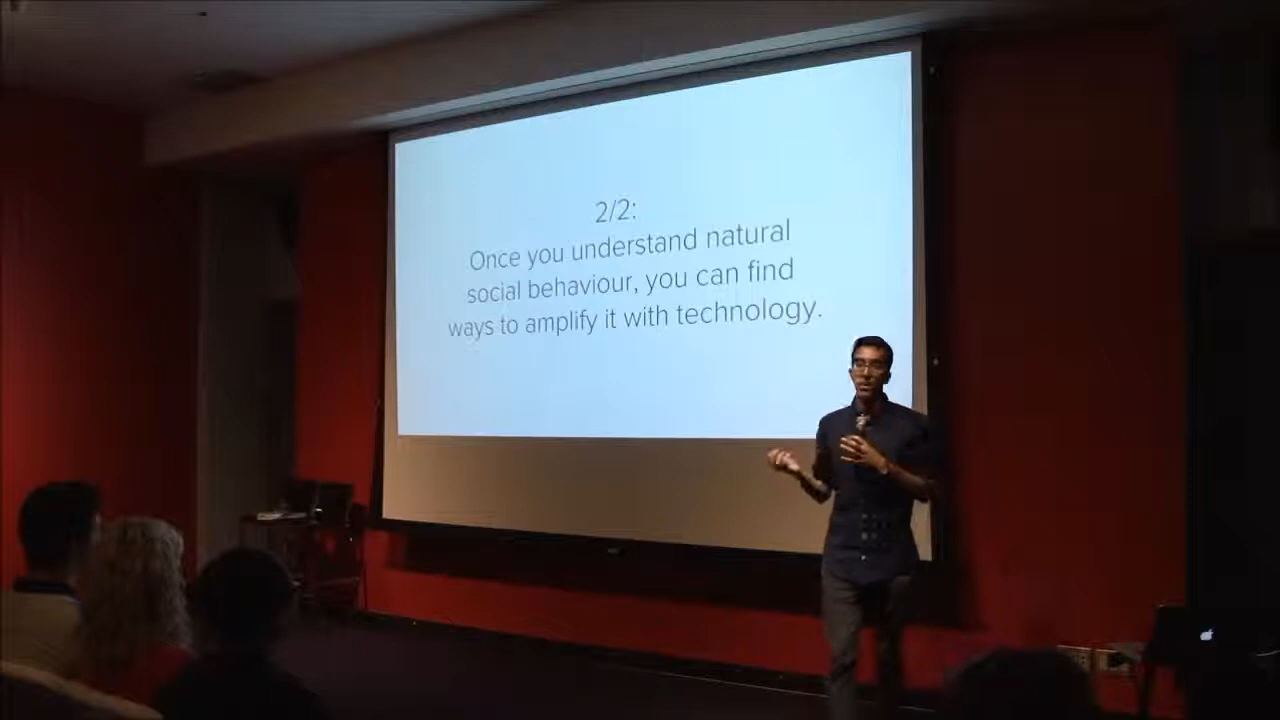 2/2:
Once you understand natural
social behaviour, you can find
ways to amplify it with technology.